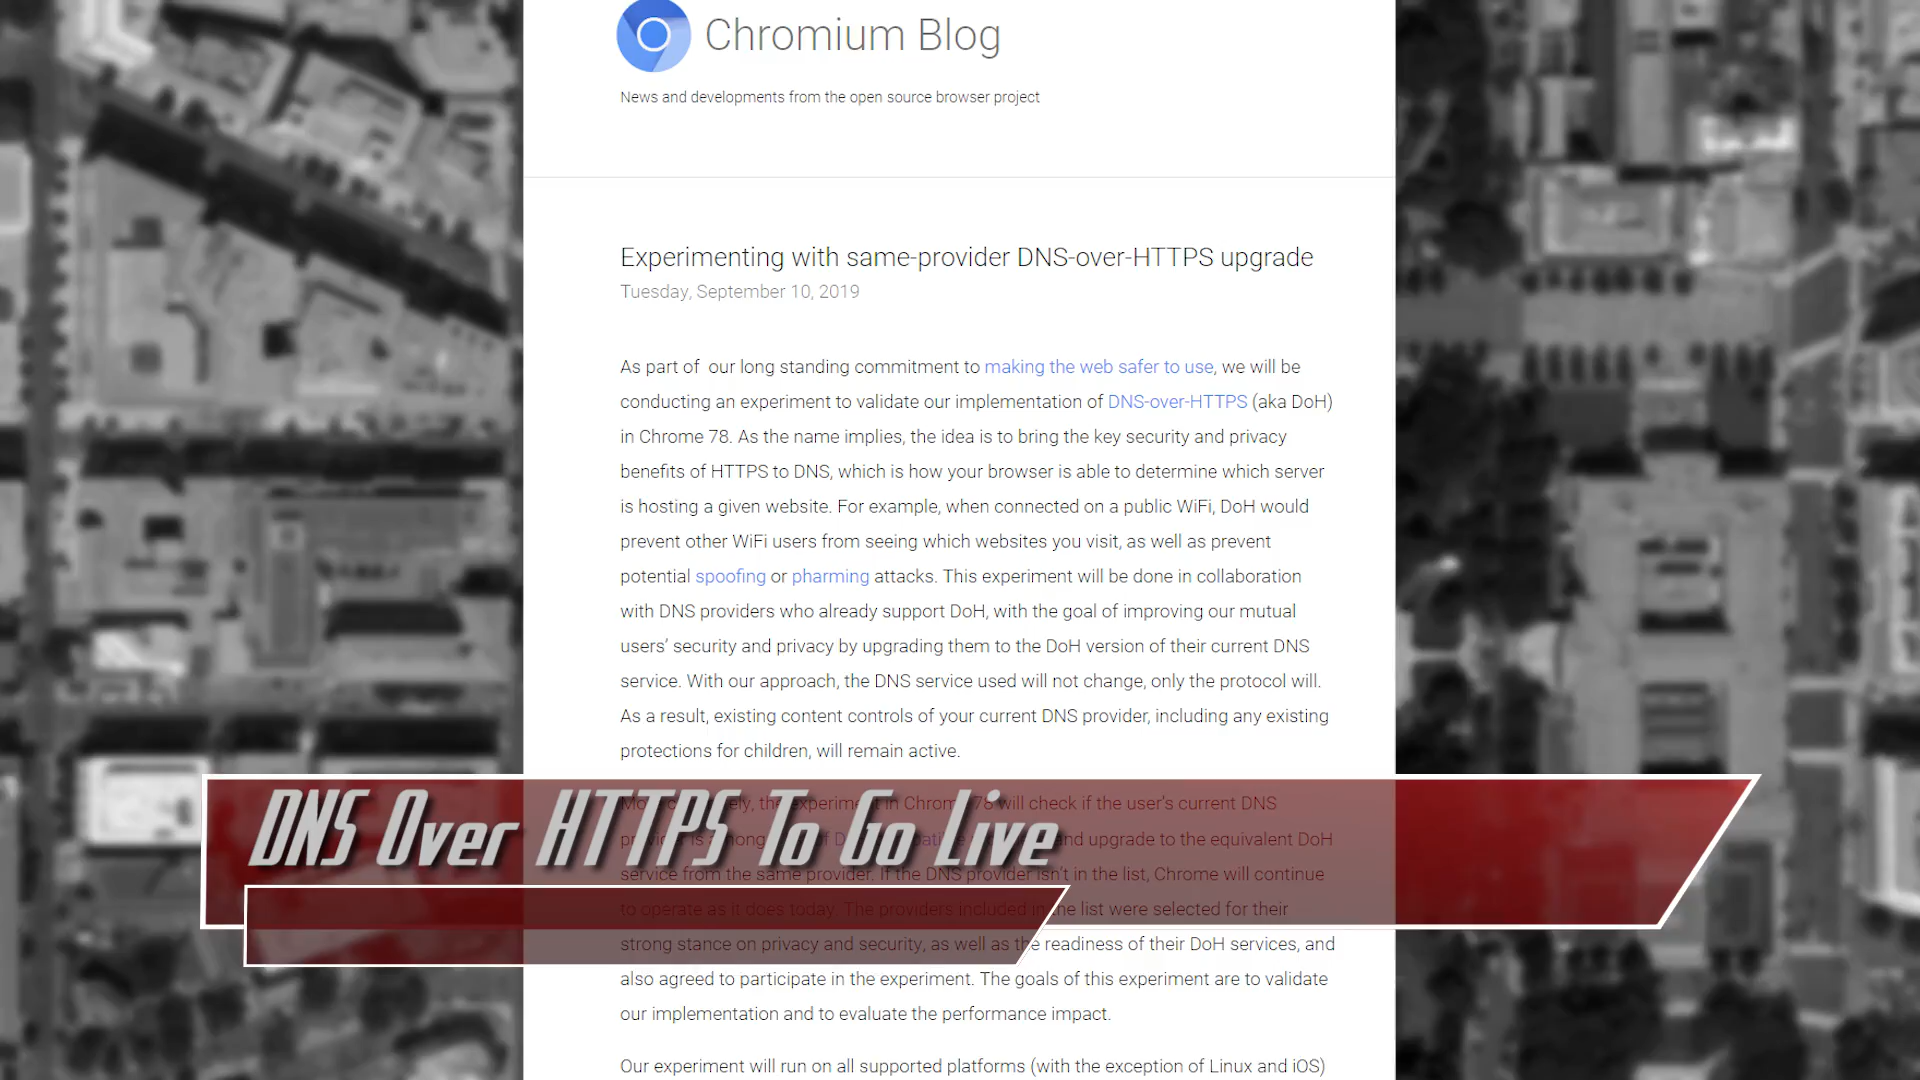 Chromium Blog
News and developments from the open source browser project
Experimenting with same-provider DNS-over-HTTPS upgrade
Tuesday, September 10, 2019
As part of our long standing commitment to making the web safer to use, we will be
conducting an experiment to validate our implementation of DNS-over-HTTPS (aka DoH)
in Chrome 78. As the name implies, the idea is to bring the key security and privacy
benefits of HTTPS to DNS, which is how your browser is able to determine which server
is hosting a given website. For example, when connected on a public WiFi, DoH would
prevent other WiFi users from seeing which websites you visit, as well as prevent
potential spoofing or pharming attacks. This experiment will be done in collaboration
with DNS providers who already support DoH, with the goal of improving our mutual
users’ security and privacy by upgrading them to the DoH version of their current DNS
service. With our approach, the DNS service used will not change, only the protocol will.
As a result, existing content controls of your current DNS provider, including any existing
protections for children, will remain active.
the experiment in Chrome 78 will check if the user's current DNS
DNS Over HTTPS To Go Live
and upgrade to the equivalent DoH
service from the same provider. If the DNS provider isn't in the list, Chrome will continue
to operate as it does today. The providers included in the list were selected for their
strong stance on privacy and security, as well as the readiness of their DoH services, and
also agreed to participate in the experiment. The goals of this experiment are to validate
our implementation and to evaluate the performance impact.
Our experiment will run on all supported platforms (with the exception of Linux and iOS)